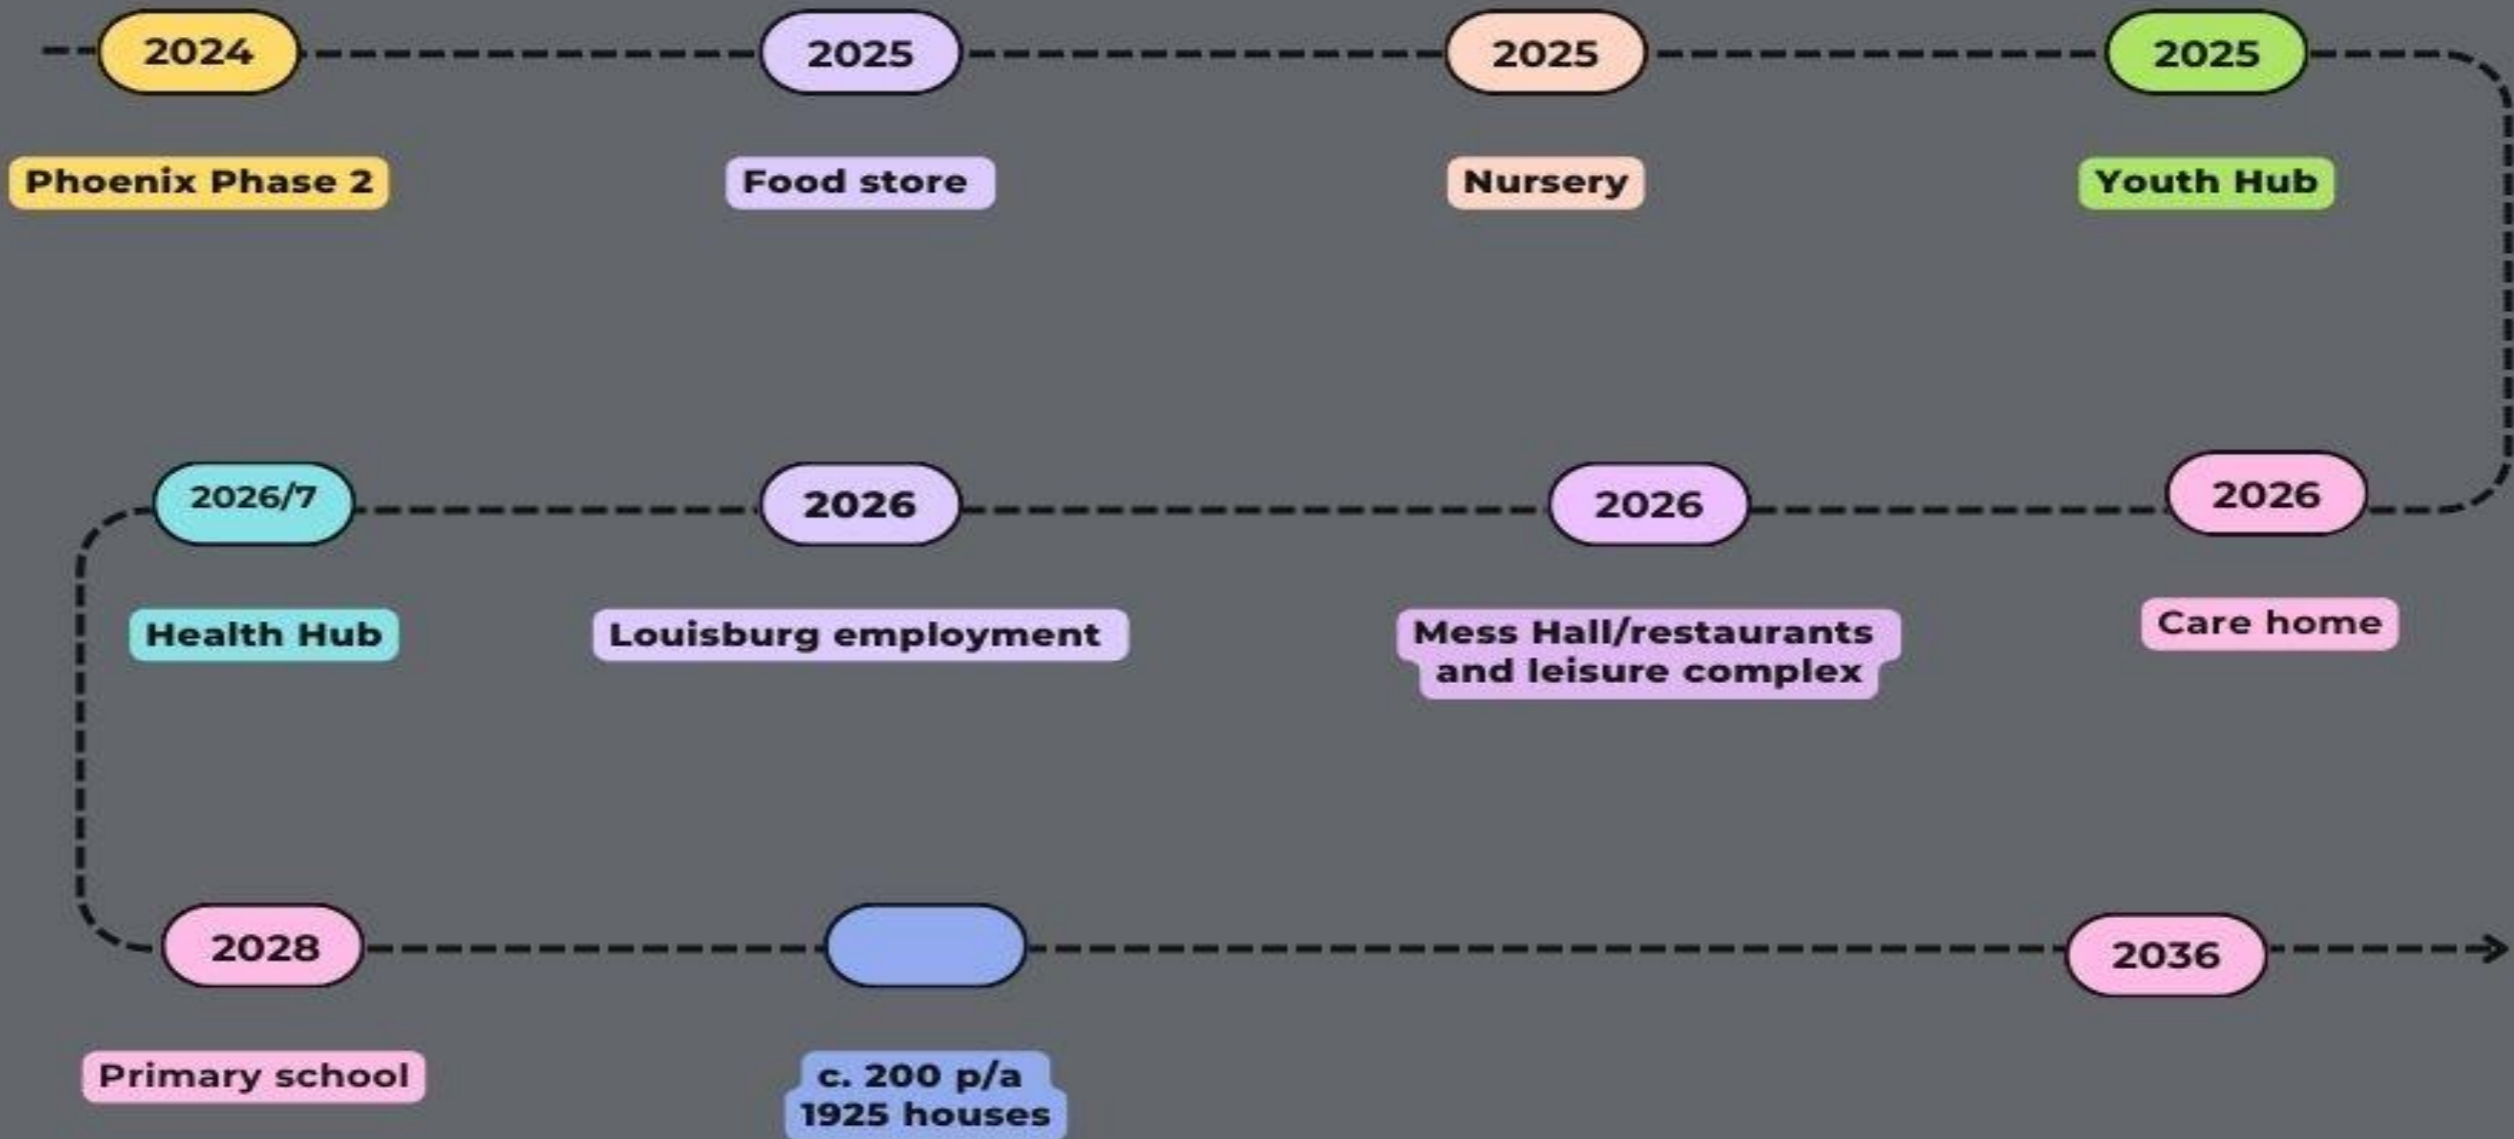 2024
Phoenix Phase 2
2025
Food store
2025
Nursery
2025
Youth Hub
2026
Care home
2026
Mess Hall/restaurants
and leisure complex
2026
Louisburg employment
2026/7
Health Hub
2028
Primary school
c. 200 p/a
1925 houses
2036